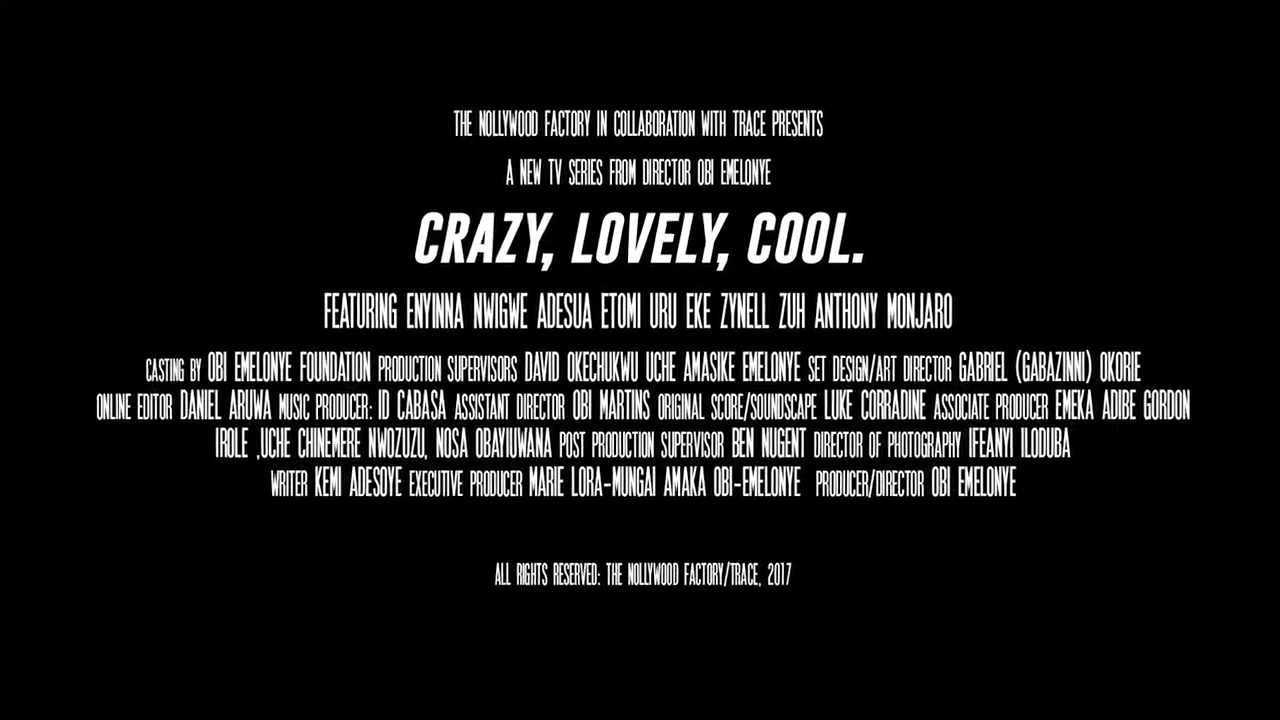 THE NOLLYWOOD FACTORY IN COLLABORATION WITH TRACE PRESENTS
A NEW TV SERIES FROM DIRECTOR OBI EMELONYE
CRAZY, LOVELY, COOL.
FEATURING ENYINNA NWIGWE ADESUA ETOMI URU EKE ZYNELL ZUH ANTHONY MONJARO
CASTING BY OBI EMELONYE FOUNDATION PRODUCTION SUPERVISORS DAVID OKECHUKWU UCHE AMASIKE EMELONYE SET DESIGN/ART DIRECTOR GABRIEL (GABAZINNI) OKORIE
ONLINE EDITOR DANIEL ARUWA MUSIC PRODUCER: ID CABASA ASSISTANT DIRECTOR OBI MARTINS ORIGINAL SCORE/SOUNDSCAPE LUKE CORRADINE ASSOCIATE PRODUCER EMEKA ADIBE GORDON
IROLE ,UCHE CHINEMERE NWOZUZU, NOSA OBAYIUWANA POST PRODUCTION SUPERVISOR BEN NUGENT DIRECTOR OF PHOTOGRAPHY IFEANYI ILODUBA
WRITER KEMI ADESOYE EXECUTIVE PRODUCER MARIE LORA-MUNGAI AMAKA OBI-EMELONYE PRODUCER/DIRECTOR OBI EMELONYE
ALL RIGHTS RESERVED: THE NOLLYWOOD FACTORY/TRACE, 2017